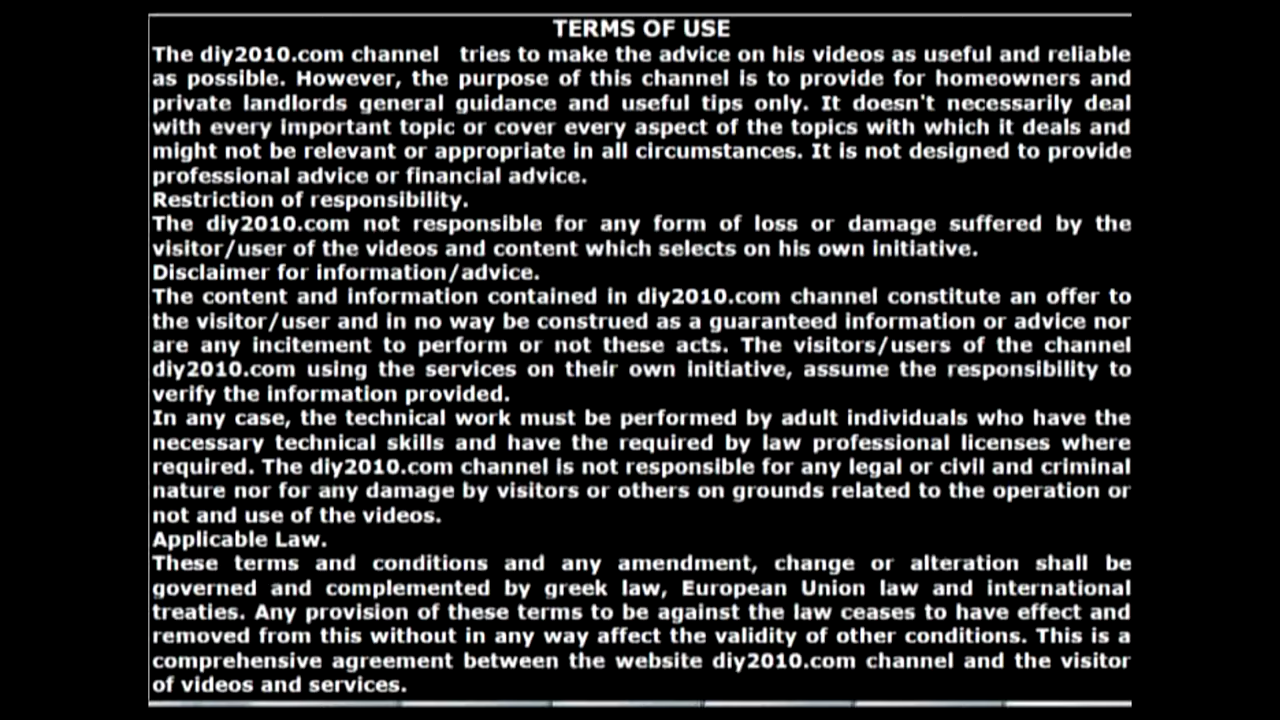 TERMS OF USE
The diy2010.com channel tries to make the advice on his videos as useful and reliable
as possible. However, the purpose of this channel is to provide for homeowners and
private landlords general guidance and useful tips only. It doesn't necessarily deal
with every important topic or cover every aspect of the topics with which it deals and
might not be relevant or appropriate in all circumstances. It is not designed to provide
professional advice or financial advice.
Restriction of responsibility.
The diy2010.com not responsible for any form of loss or damage suffered by the
visitor/user of the videos and content which selects on his own initiative.
Disclaimer for information/advice.
The content and information contained in diy2010.com channel constitute an offer to
the visitor/user and in no way be construed as a guaranteed information or advice nor
are any incitement to perform or not these acts. The visitors/users of the channel
diy2010.com using the services on their own initiative, assume the responsibility to
verify the information provided.
In any case, the technical work must be performed by adult individuals who have the
necessary technical skills and have the required by law professional licenses where
required. The diy2010.com channel is not responsible for any legal or civil and criminal
nature nor for any damage by visitors or others on grounds related to the operation or
not and use of the videos.
Applicable Law.
These terms and conditions and any amendment, change or alteration shall be
governed and complemented by greek law, European Union law and international
treaties. Any provision of these terms to be against the law ceases to have effect and
removed from this without in any way affect the validity of other conditions. This is a
comprehensive agreement between the website diy2010.com channel and the visitor
of videos and services.